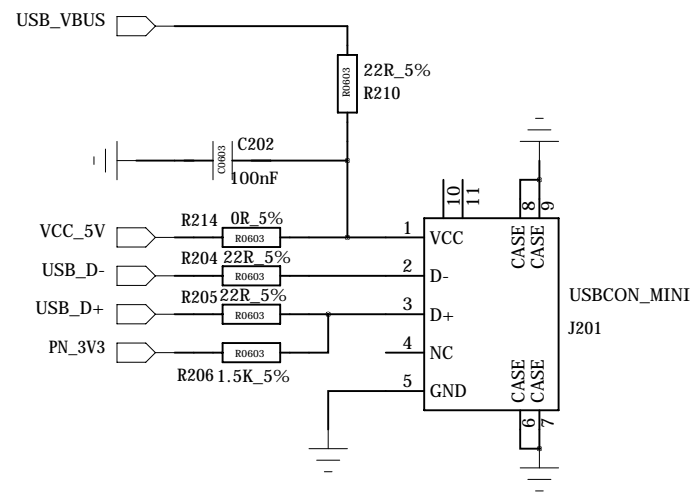 USB_VBUS
R0603
22R_5%
R210
C0603
C202
100nF
10
11
8
9
CASE
CASE
VCC_5V
R214 0R_5%
R0603
1
VCC
USB_D-
R204 22R_5%
R0603
2
D-
USB_D+
R205 22R_5%
R0603
3
D+
USBCON_MINI
J201
PN_3V3
R0603
R206 1.5K_5%
4
NC
5
GND
CASE
CASE
6
7